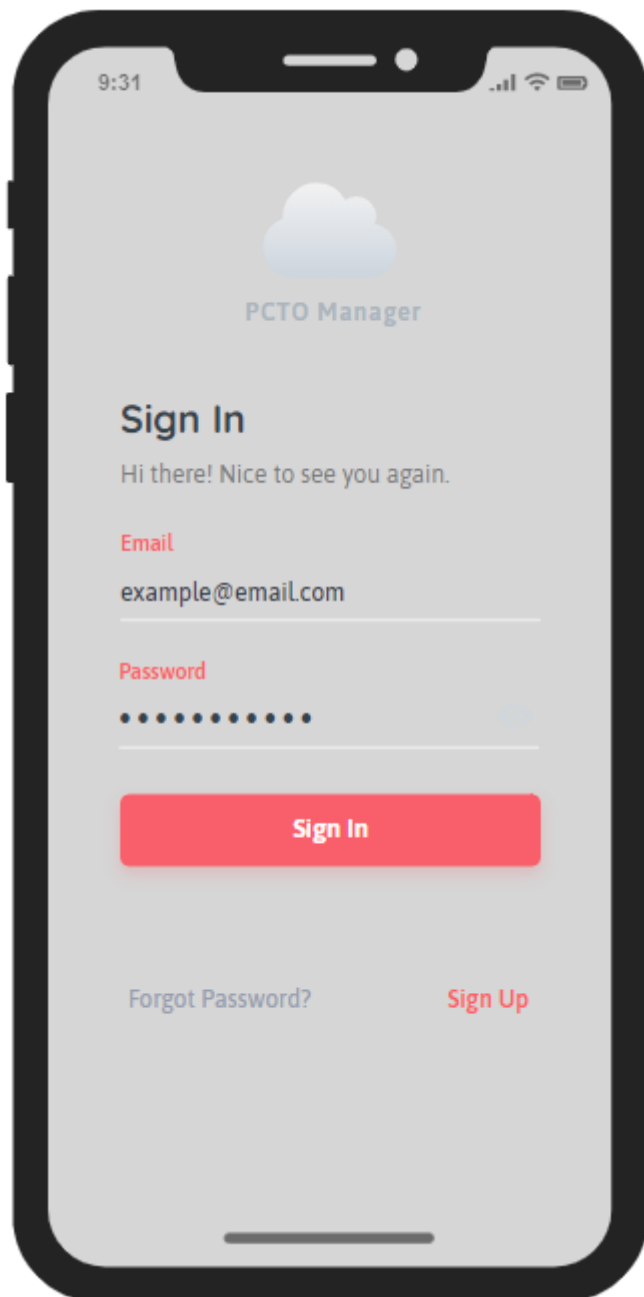 9:31
PCTO Manager
Sign In
Hi there! Nice to see you again.
Email
example@email.com
Password
•••••••••••
Sign In
Forgot Password? Sign Up